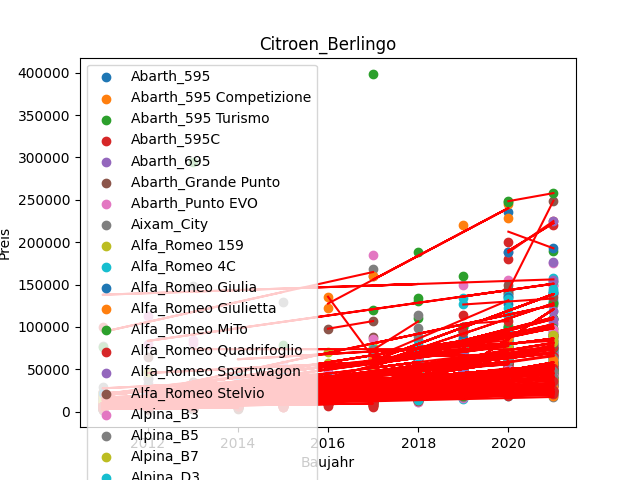 Citroen_Berlingo
400000
350000
300000
250000
200000
150000
100000
50000
0
Preis
2012
2014
2016
2018
2020
Baujahr
Abarth_595
Abarth_595 Competizione
Abarth_595 Turismo
Abarth_595C
Abarth_695
Abarth_Grande Punto
Abarth_Punto EVO
Aixam_City
Alfa_Romeo 159
Alfa_Romeo 4C
Alfa_Romeo Giulia
Alfa_Romeo Giulietta
Alfa_Romeo MiTo
Alfa_Romeo Quadrifoglio
Alfa_Romeo Sportwagon
Alfa_Romeo Stelvio
Alpina_B3
Alpina_B5
Alpina_B7
Alpina_D3